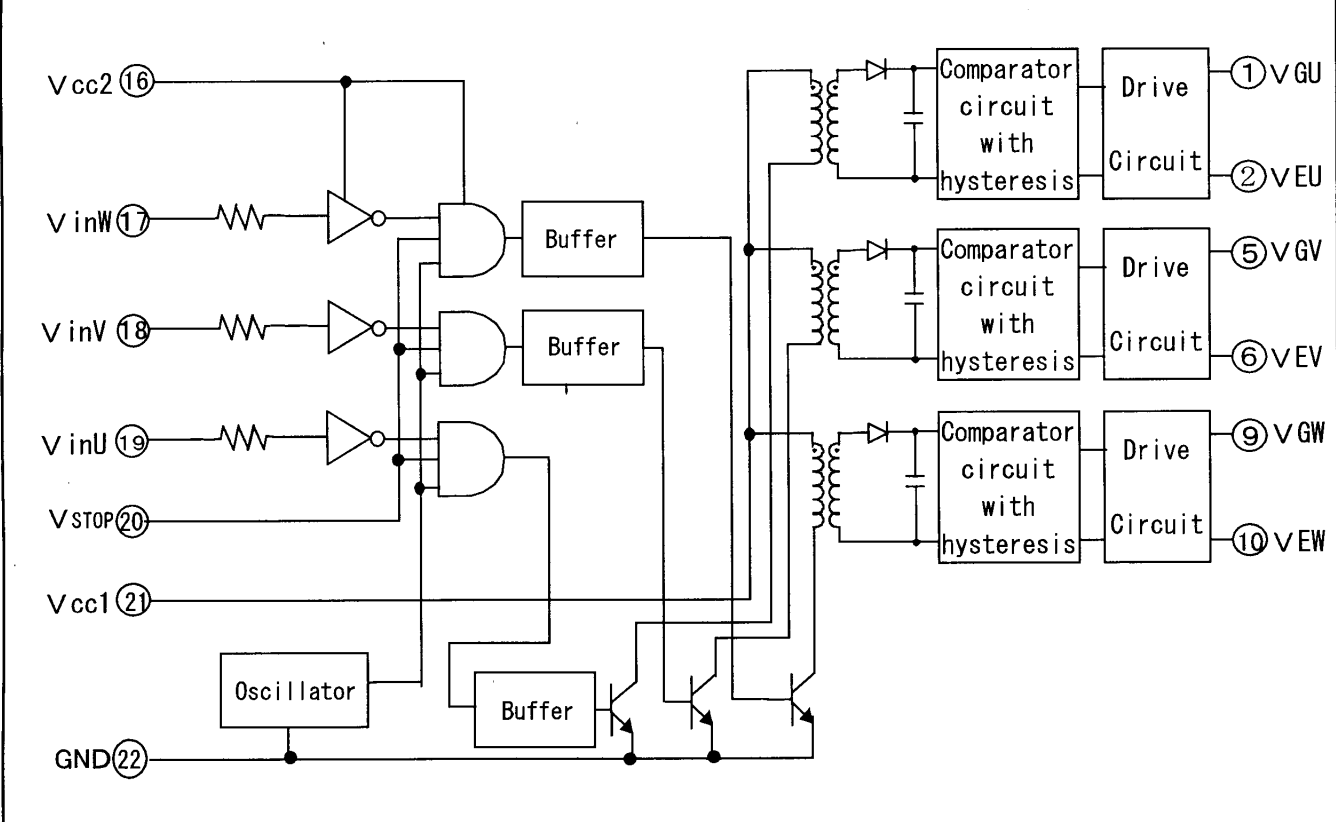 Vcc2 16
VinW 17
VinV 18
VinU 19
VSTOP 20
Vcc1 21
GND 22
Buffer
Buffer
Oscillator
Buffer
Comparator
circuit
with
hysteresis
Drive
Circuit
1 VGU
2 VEU
Comparator
circuit
with
hysteresis
Drive
Circuit
5 VGV
6 VEV
Comparator
circuit
with
hysteresis
Drive
Circuit
9 VGW
10 VEW